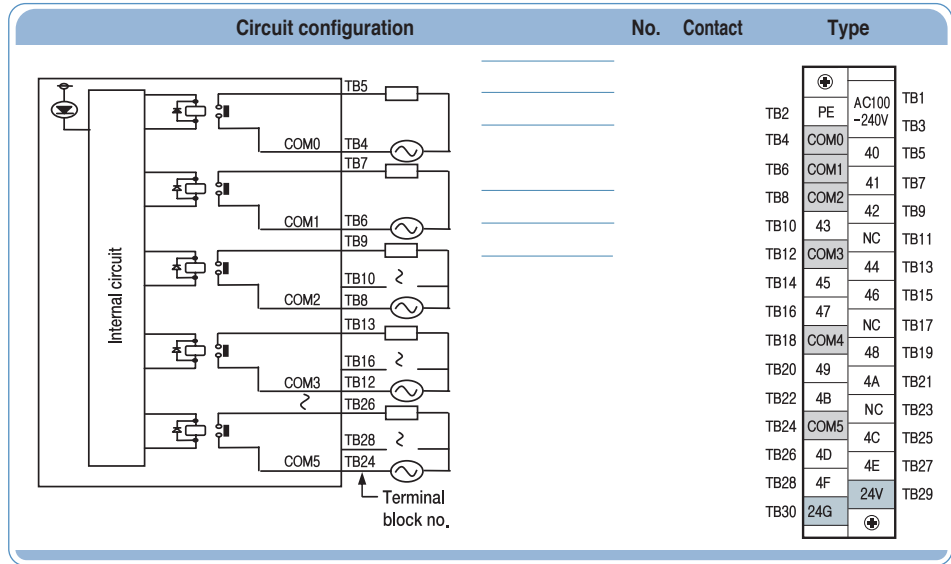 Circuit configuration No. Contact Type
Internal circuit
TB5
COM0 TB4
TB7
COM1 TB6
TB9
TB10
COM2 TB8
TB13
TB16
COM3 TB12
TB26
TB28
COM5 TB24
Terminal
block no.
AC100
-240V
TB1
TB2 PE
TB3
TB4 COM0
40 TB5
TB6 COM1
41 TB7
TB8 COM2
42 TB9
TB10 43
NC TB11
TB12 COM3
44 TB13
TB14 45
46 TB15
TB16 47
NC TB17
TB18 COM4
48 TB19
TB20 49
4A TB21
TB22 4B
NC TB23
TB24 COM5
4C TB25
TB26 4D
4E TB27
TB28 4F
24V TB29
TB30 24G